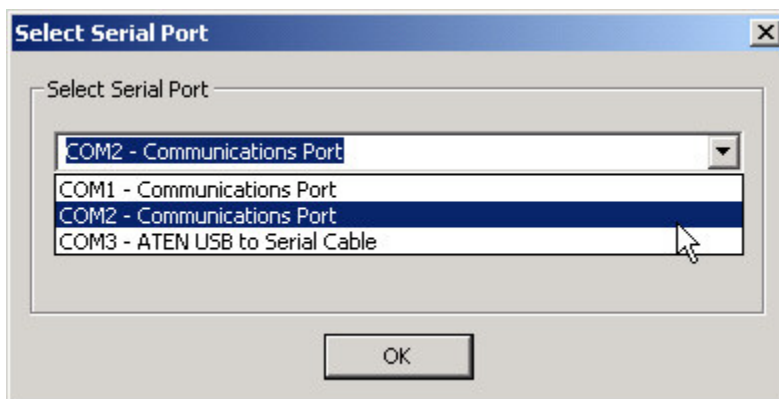 Select Serial Port
Select Serial Port
COM2 - Communications Port
COM1 - Communications Port
COM2 - Communications Port
COM3 - ATEN USB to Serial Cable
OK